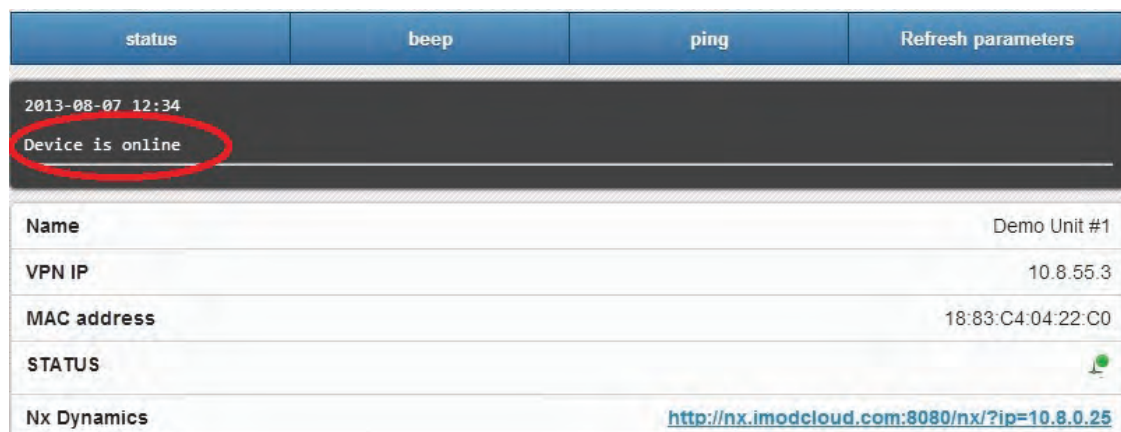 status beep ping Refresh parameters
2013-08-07 12:34
Device is online
Name Demo Unit #1
VPN IP 10.8.55.3
MAC address 18:83:C4:04:22:C0
STATUS
Nx Dynamics http://nx.imodcloud.com:8080/nx/?ip=10.8.0.25